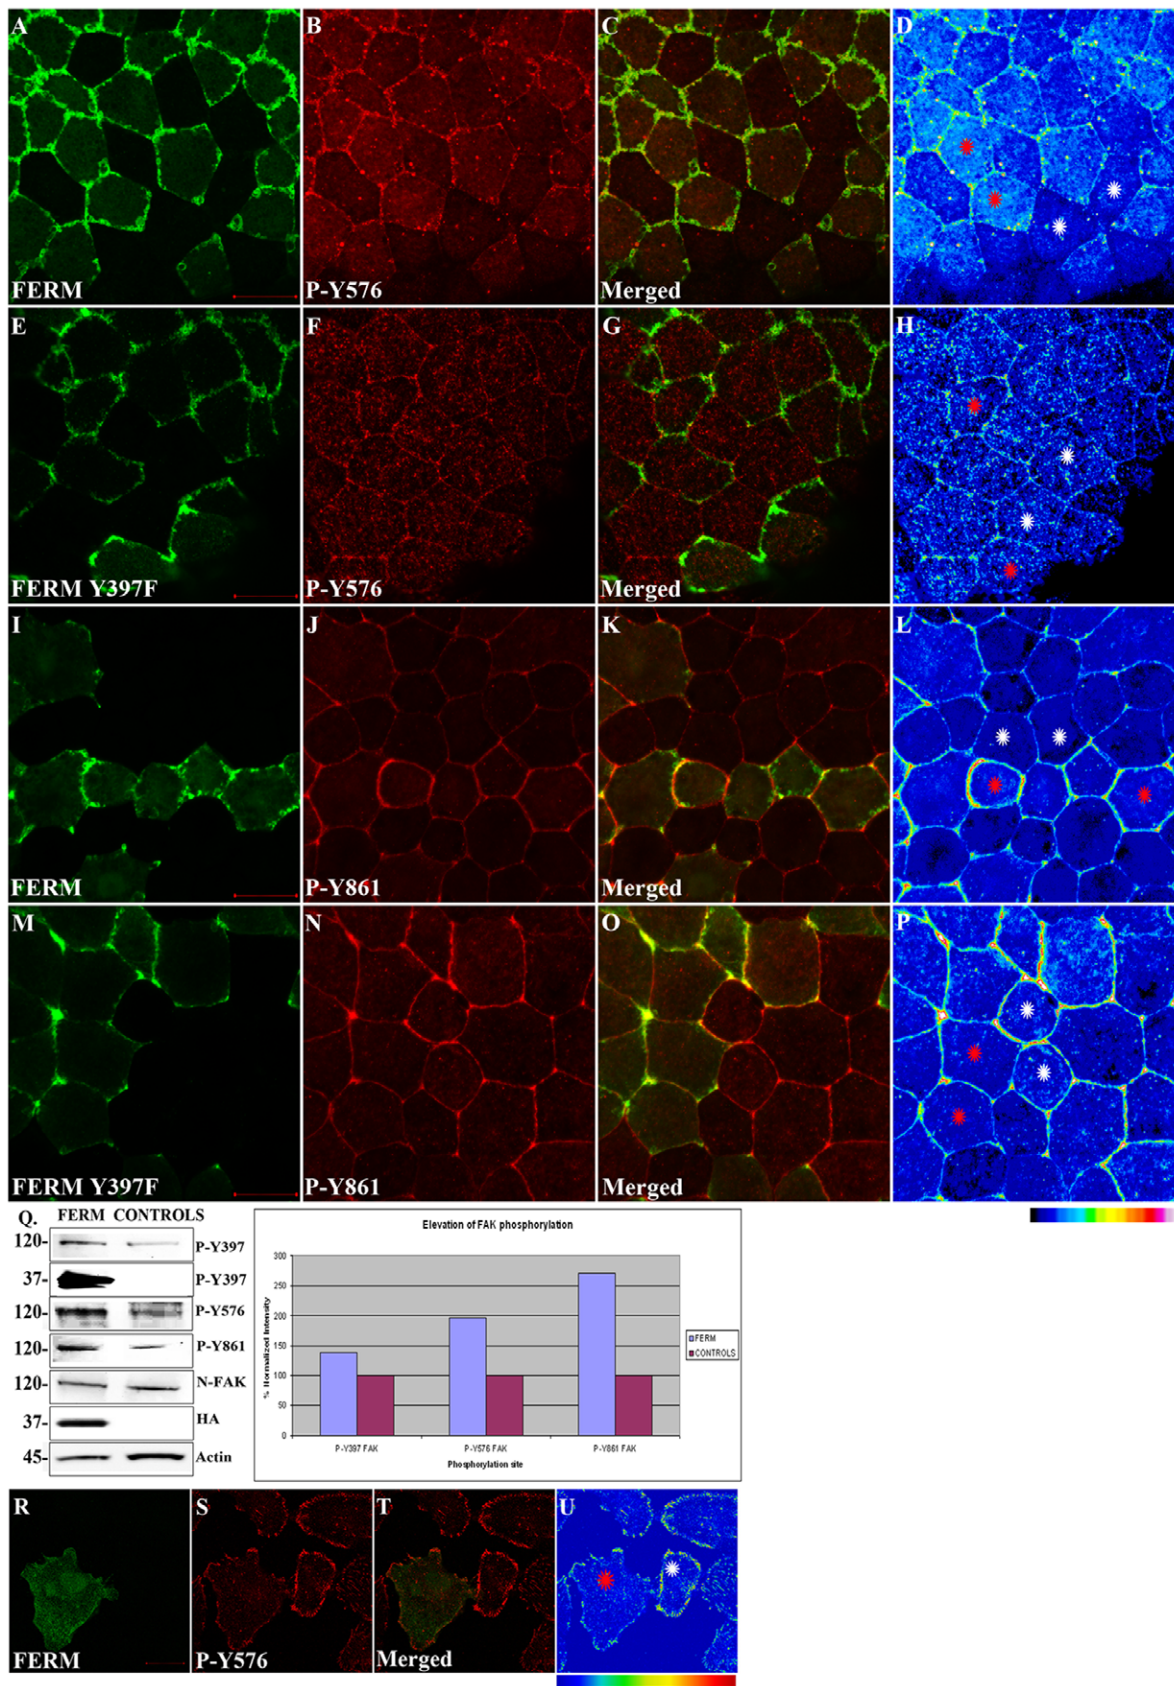 A B C D
FERM P-Y576 Merged
E F G H
FERM Y397F P-Y576 Merged
I J K L
FERM P-Y861 Merged
M N O P
FERM Y397F P-Y861 Merged
Q. FERM CONTROLS
120- P-Y397
37- P-Y397
120- P-Y576
120- P-Y861
120- N-FAK
37- HA
45- Actin
Elevation of FAK phosphorylation
% Normalized Intensity
300
250
200
150
100
50
0
P-Y397 FAK P-Y576 FAK P-Y861 FAK
Phosphorylation site
FERM
CONTROLS
R S T U
FERM P-Y576 Merged